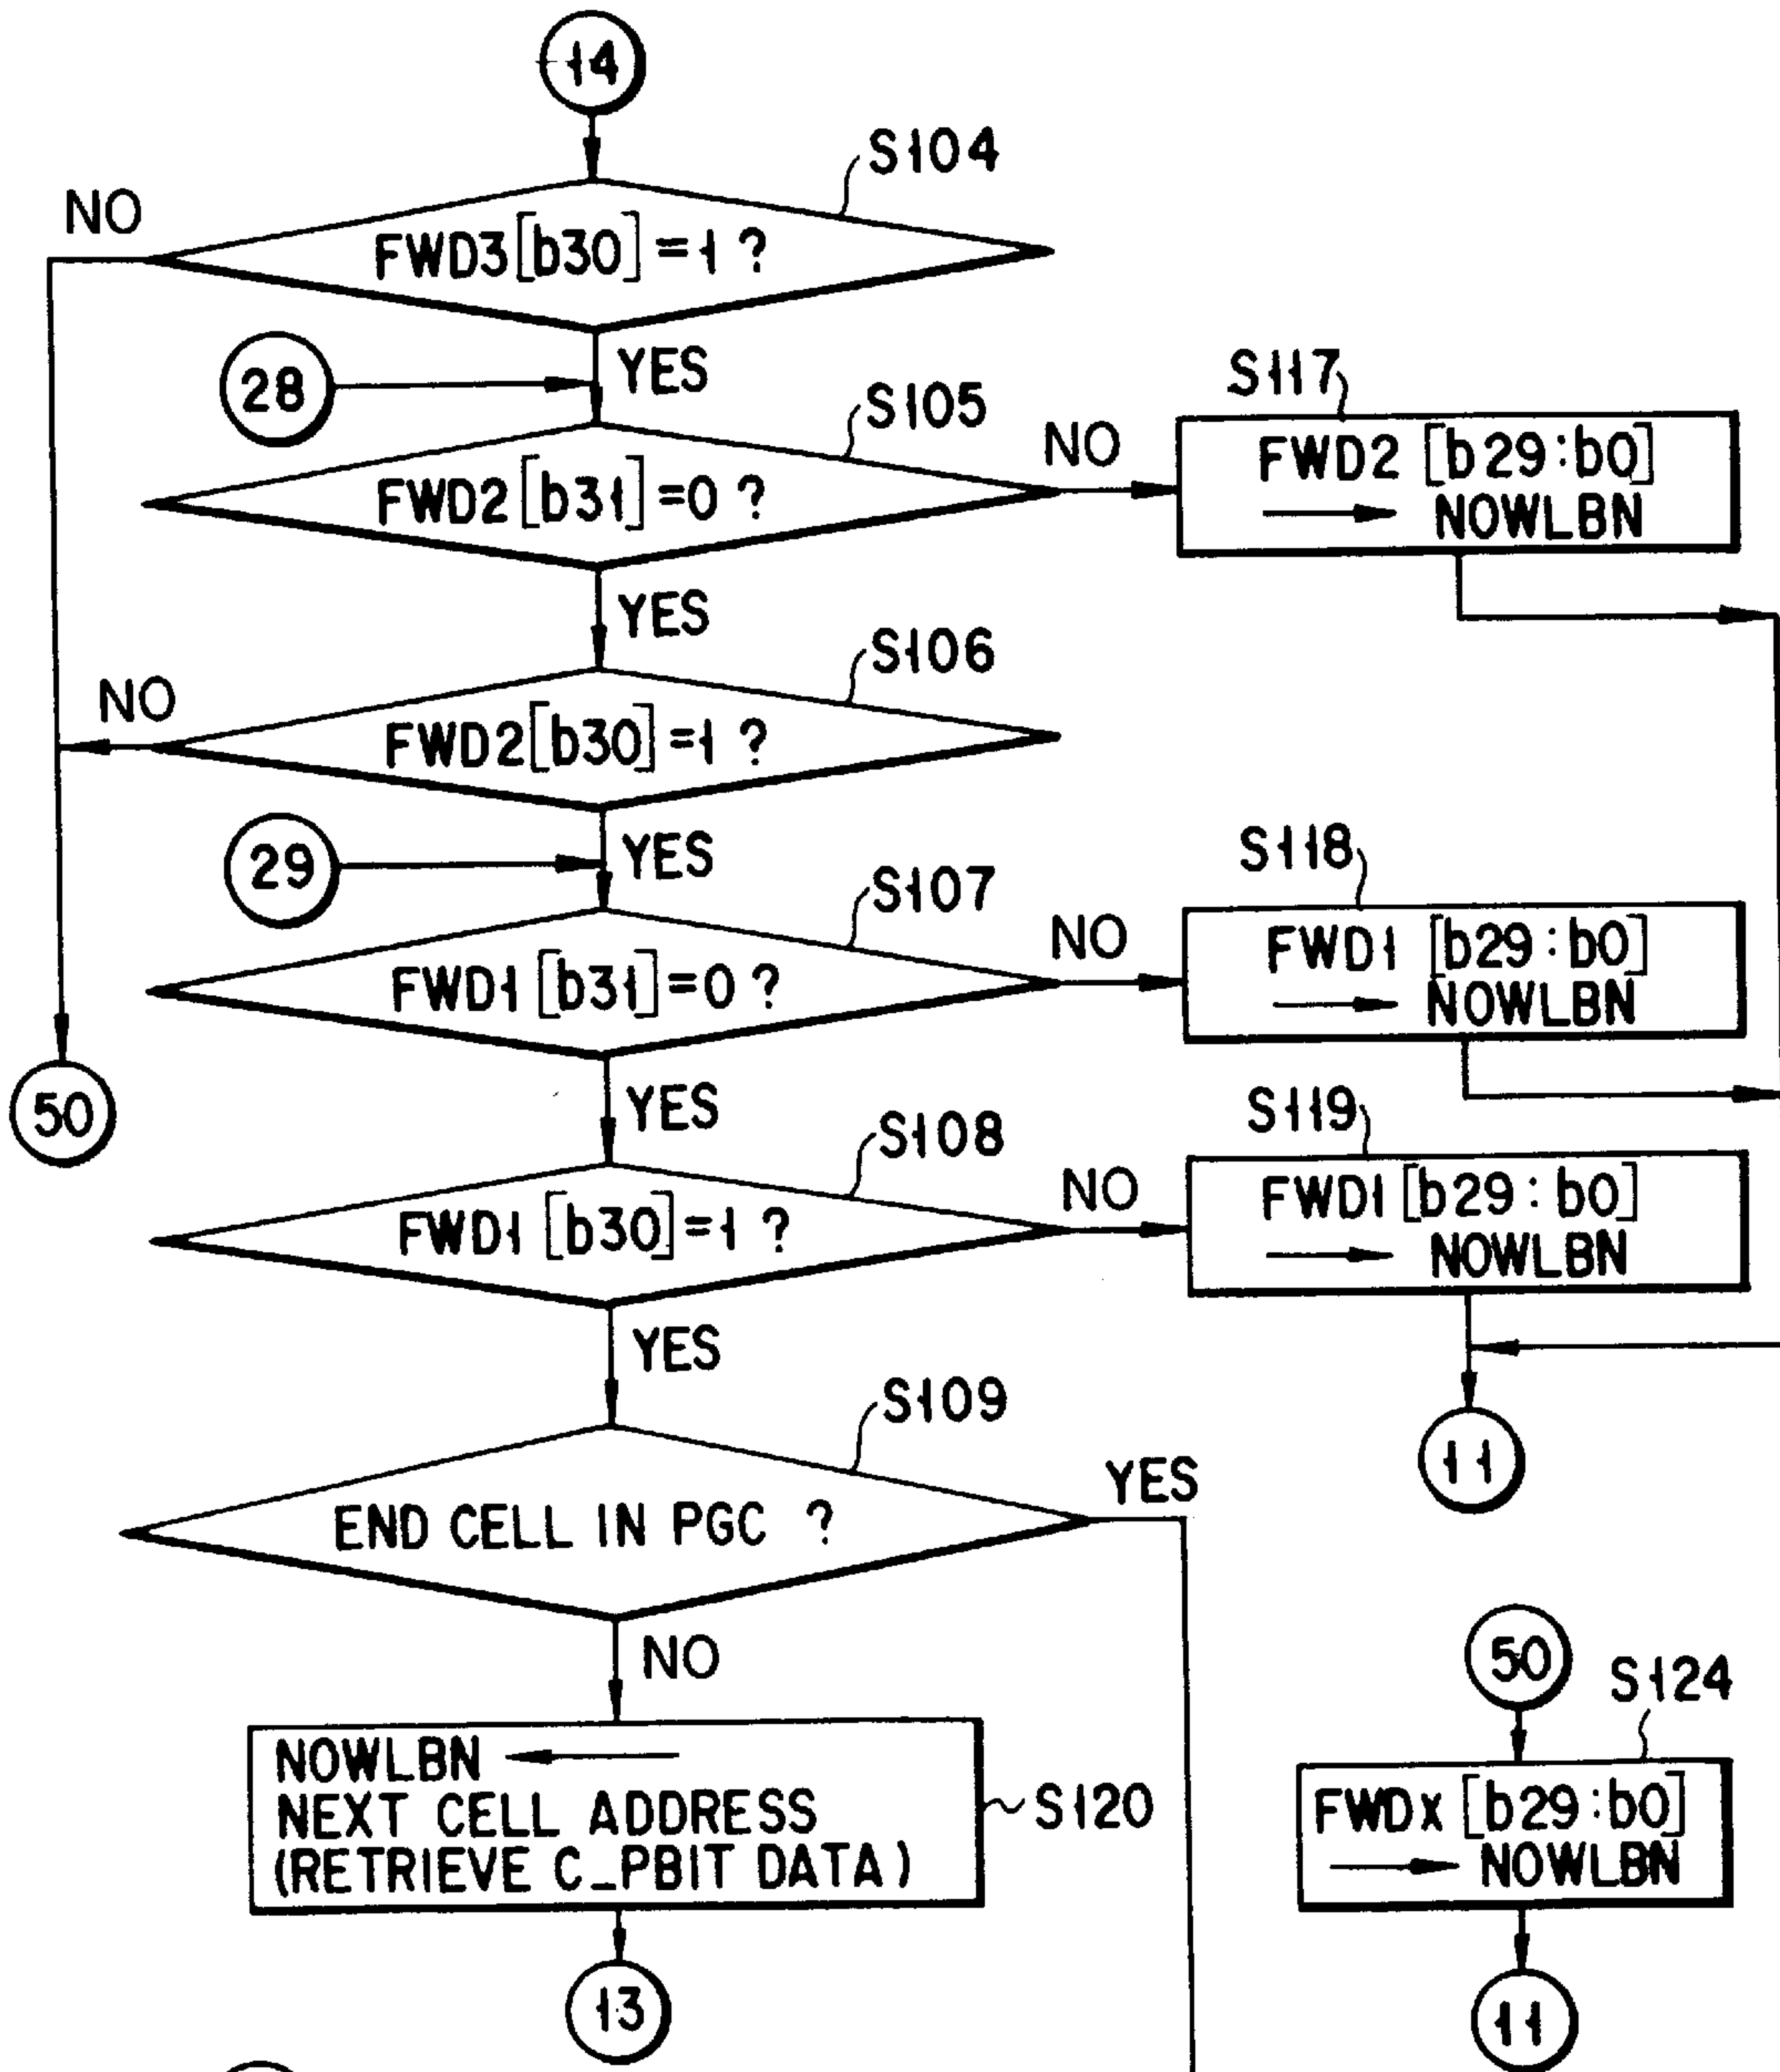 14
S104
NO
FWD3[b30]=1 ?
YES
28
S105
S117
NO
FWD2[b31]=0 ?
FWD2 [b29:b0]
→ NOWLBN
YES
S106
NO
FWD2[b30]=1 ?
YES
29
S107
S118
NO
FWD1[b31]=0 ?
FWD1 [b29:b0]
→ NOWLBN
50
YES
S108
S119
NO
FWD1[b30]=1 ?
FWD1[b29:b0]
→ NOWLBN
YES
S109
YES
11
END CELL IN PGC ?
NO
50
S124
NOWLBN ←
NEXT CELL ADDRESS
(RETRIEVE C_PBIT DATA)
S120
FWDx[b29:b0]
→ NOWLBN
13
11